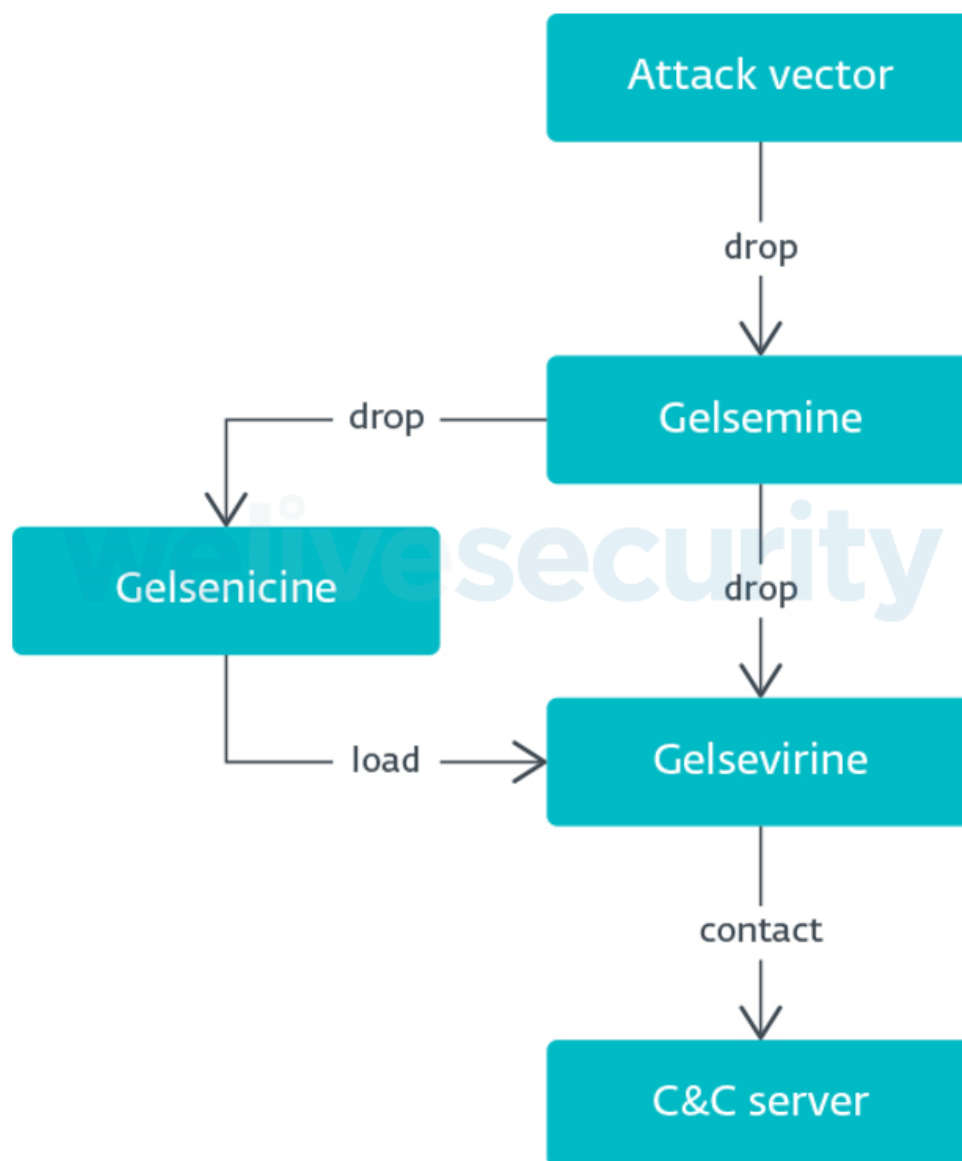 Attack vector
drop
Gelsemine
drop
Gelsenicine
drop
load
Gelsevirine
contact
C&C server
welivesecurity